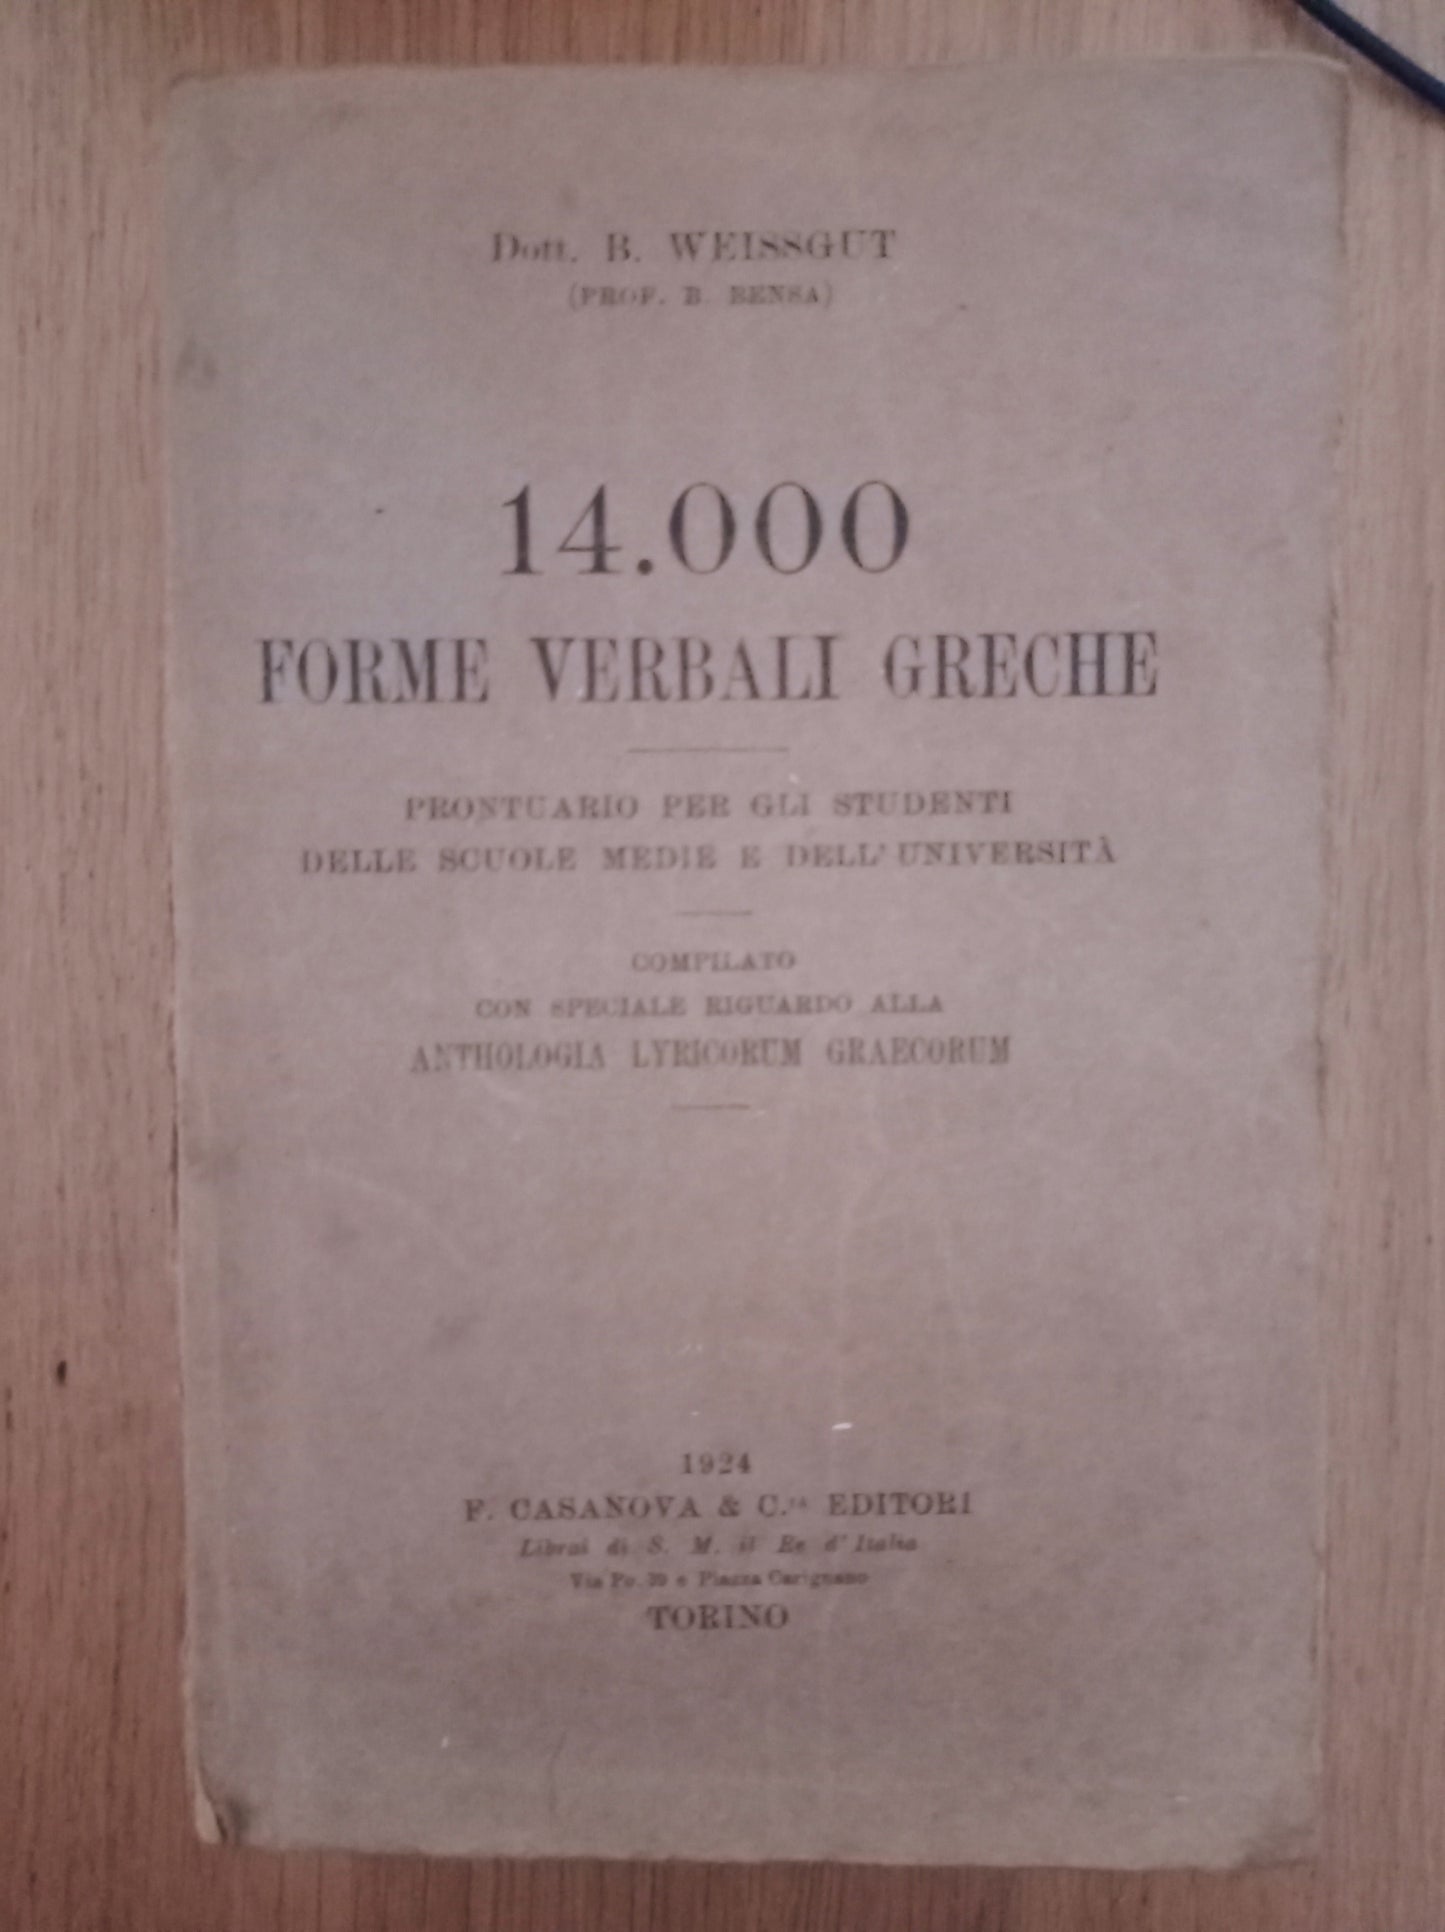 Dott. B. WEISSGUT
(PROF. B. BENSA)
14.000
FORME VERBALI GRECHE
PRONTUARIO PER GLI STUDENTI
DELLE SCUOLE MEDIE E DELL'UNIVERSITÀ
COMPILATO
CON SPECIALE RIGUARDO ALLA
ANTHOLOGIA LYRICORUM GRAECORUM
1924
F. CASANOVA & C.ia EDITORI
Librai di S. M. il Re d'Italia
Via Po e Piazza Carignano
TORINO